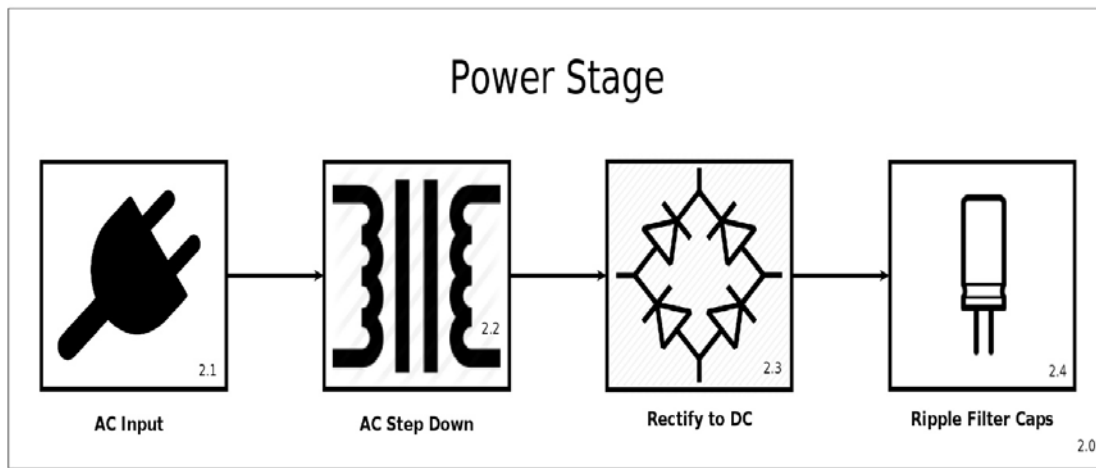 Power Stage
2.1
2.2
2.3
2.4
AC Input
AC Step Down
Rectify to DC
Ripple Filter Caps
2.0